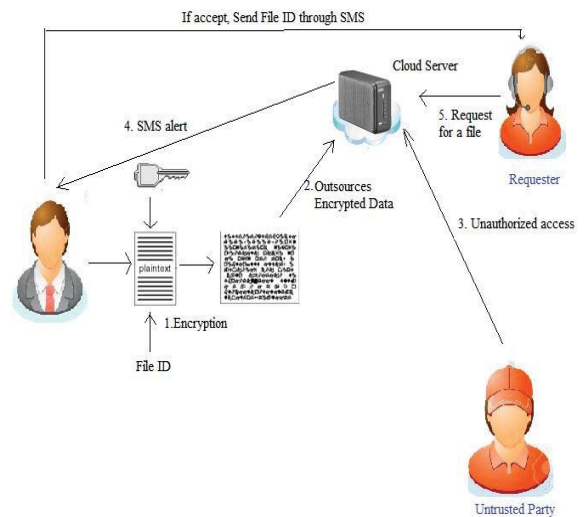 If accept, Send File ID through SMS
Cloud Server
4. SMS alert
5. Request
for a file
Requester
2.Outsources
Encrypted Data
3. Unauthorized access
plaintext
1.Encryption
File ID
Untrusted Party